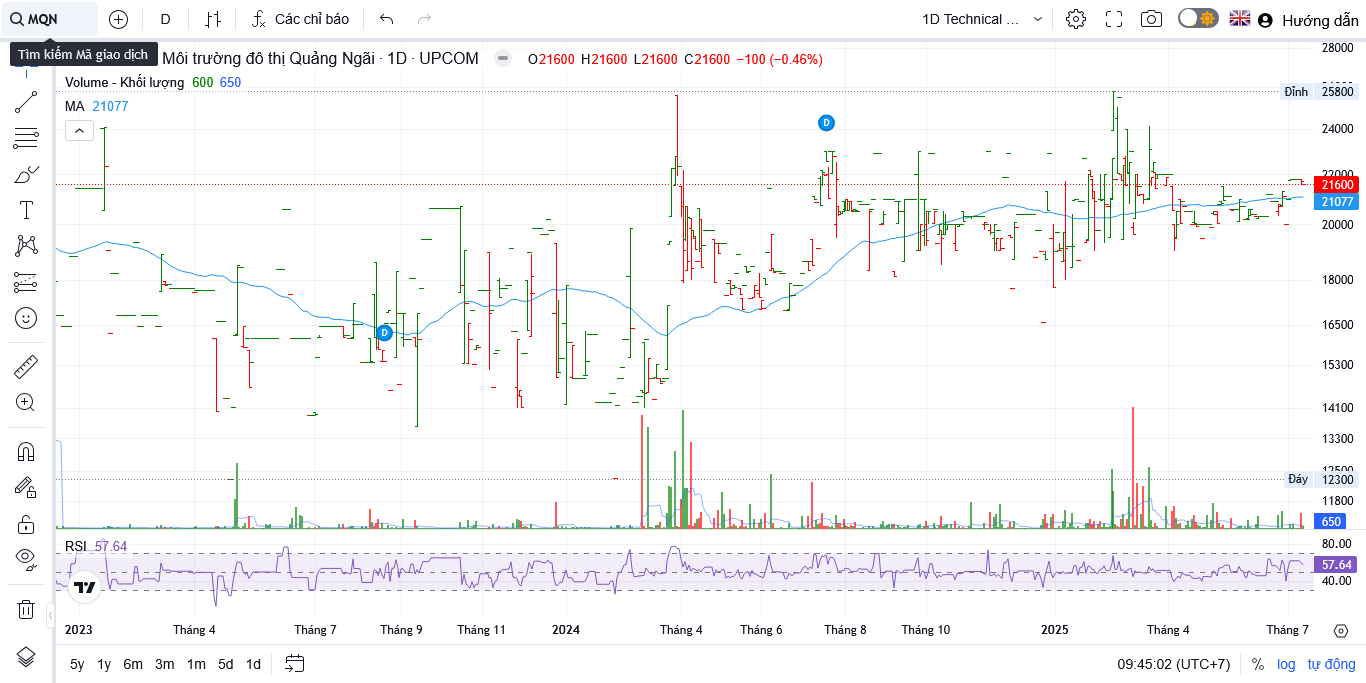 MQN D Các chỉ báo 1D Technical ... Hướng dẫn
Tìm kiếm Mã giao dịch Môi trường đô thị Quảng Ngãi · 1D · UPCOM O21600 H21600 L21600 C21600 −100 (−0.46%)
Volume - Khối lượng 600 650
MA 21077
28000
Đỉnh 25800
D
24000
22000
21600
21077
20000
18000
D
16500
15300
14100
13300
12500
Đáy 12300
11800
650
RSI 57.64
80.00
57.64
40.00
2023 Tháng 4 Tháng 7 Tháng 9 Tháng 11 2024 Tháng 4 Tháng 6 Tháng 8 Tháng 10 2025 Tháng 4 Tháng 7
5y 1y 6m 3m 1m 5d 1d 09:45:02 (UTC+7) % log tự động